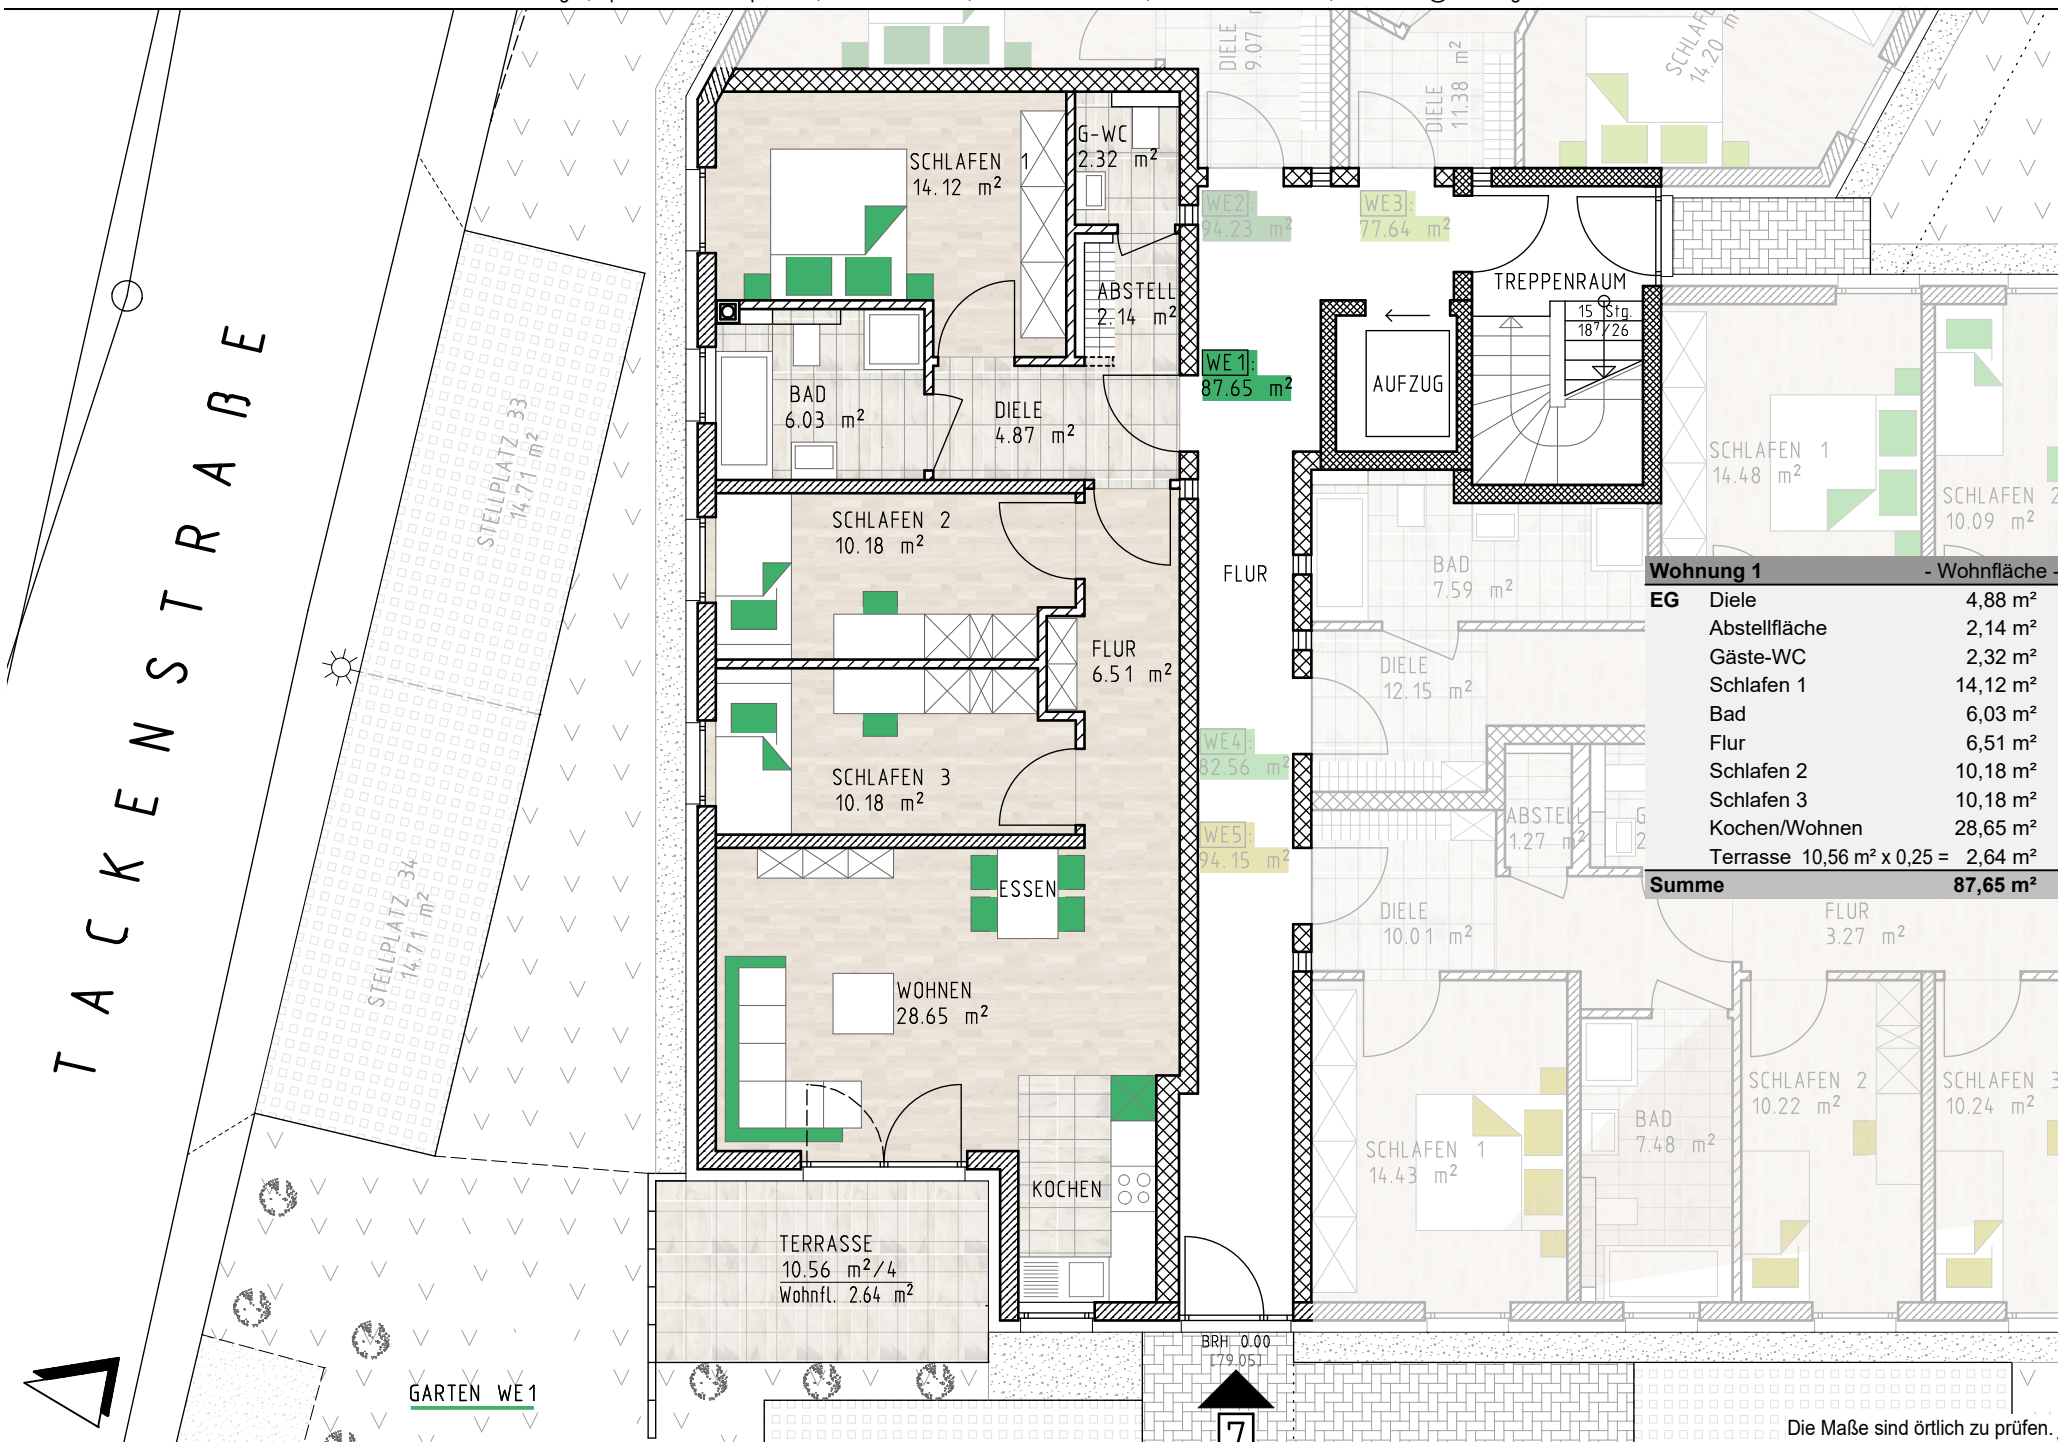 DIELE
9.07
DIELE
11.38 m²
14.20
SCHLAFEN 1
14.12 m²
G-WC
2.32 m²
WE2:
94.23 m²
WE3:
77.64 m²
TREPPENRAUM
15 Stg.
18⁷/26
ABSTELL
2.14 m²
WE1:
87.65 m²
AUFZUG
BAD
6.03 m²
DIELE
4.87 m²
TACKENSTRAßE
STELLPLATZ 33
14.71 m²
STELLPLATZ 34
14.71 m²
SCHLAFEN 1
14.48 m²
SCHLAFEN 2
10.09 m²
SCHLAFEN 2
10.18 m²
FLUR
BAD
7.59 m²
FLUR
6.51 m²
DIELE
12.15 m²
WE4:
82.56 m²
SCHLAFEN 3
10.18 m²
WE5:
94.15 m²
ABSTELL
1.27 m²
Wohnung 1 - Wohnfläche -
EG Diele 4,88 m²
Abstellfläche 2,14 m²
Gäste-WC 2,32 m²
Schlafen 1 14,12 m²
Bad 6,03 m²
Flur 6,51 m²
Schlafen 2 10,18 m²
Schlafen 3 10,18 m²
Kochen/Wohnen 28,65 m²
Terrasse 10,56 m² x 0,25 = 2,64 m²
Summe 87,65 m²
ESSEN
DIELE
10.01 m²
FLUR
3.27 m²
WOHNEN
28.65 m²
SCHLAFEN 1
14.43 m²
BAD
7.48 m²
SCHLAFEN 2
10.22 m²
SCHLAFEN 3
10.24 m²
KOCHEN
TERRASSE
10.56 m²/4
Wohnfl. 2.64 m²
BRH 0.00
[79.05]
7
GARTEN WE1
Die Maße sind örtlich zu prüfen.